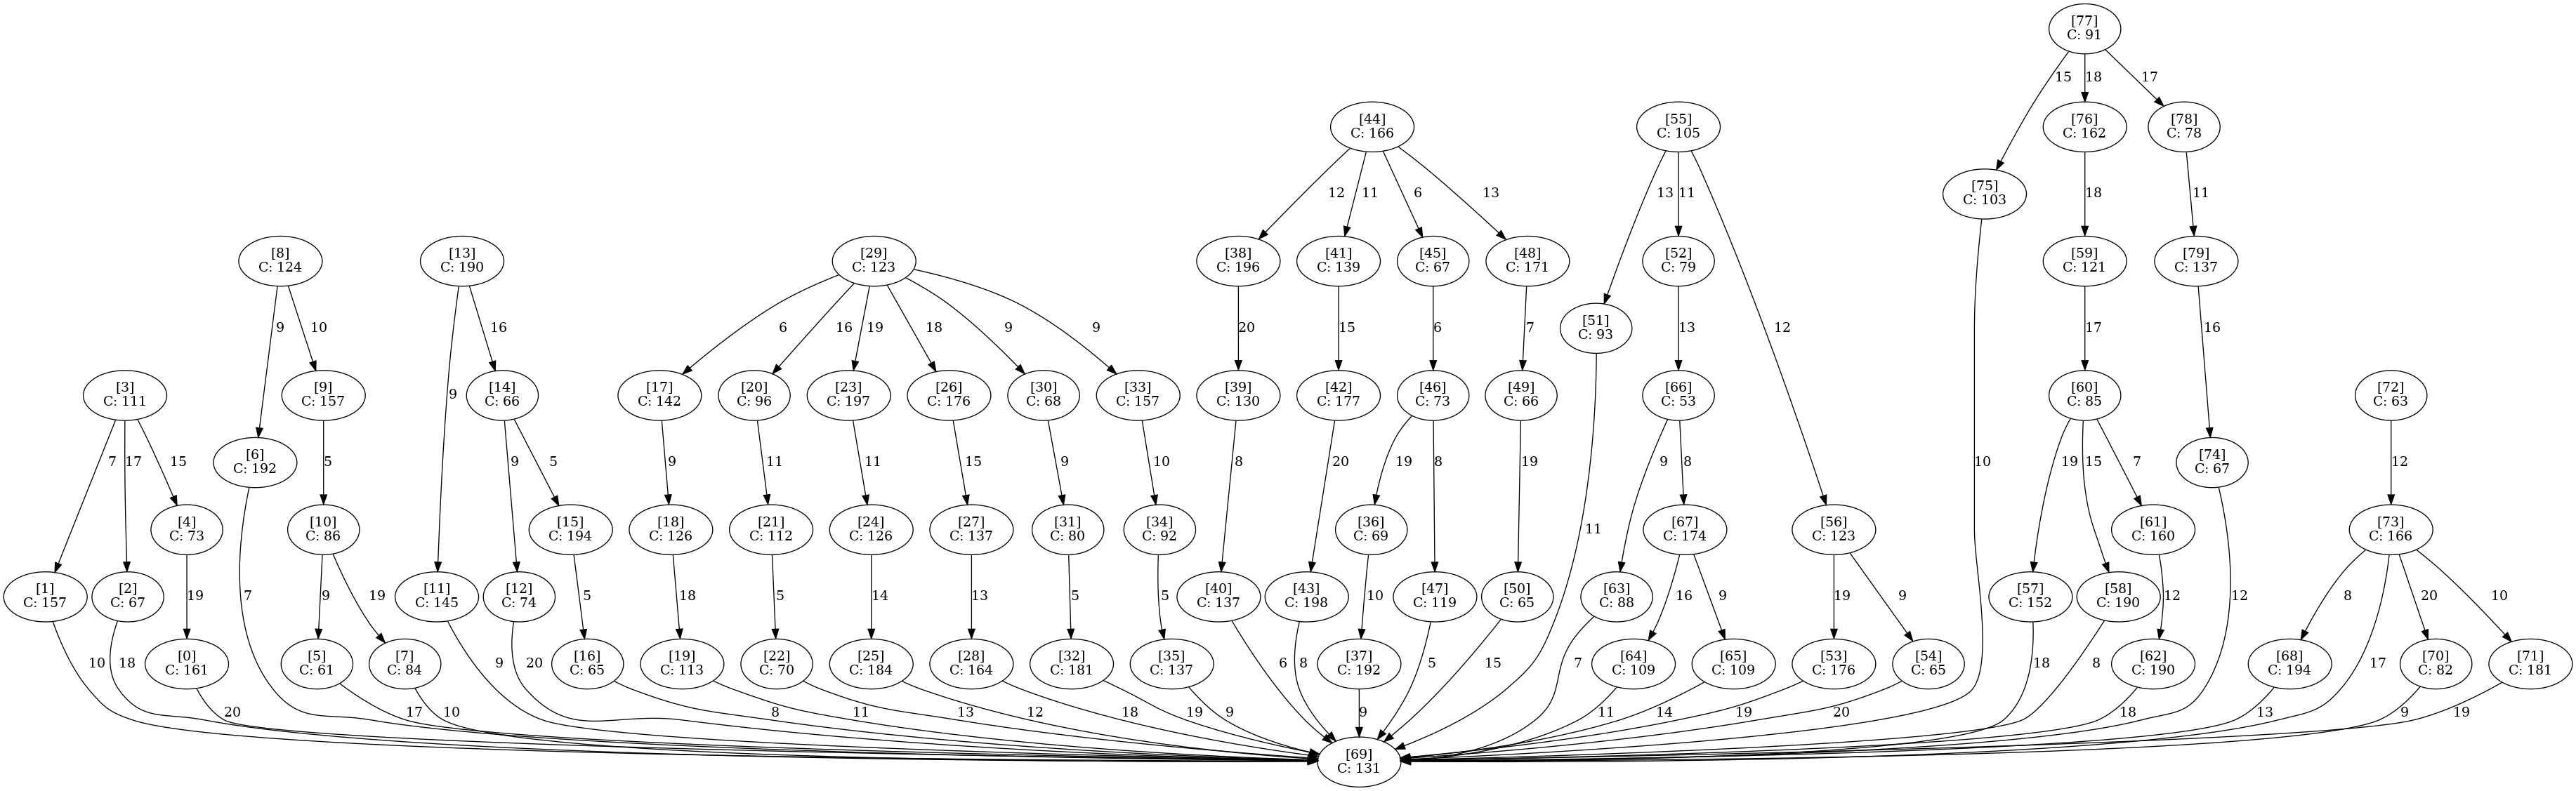 [77]
C: 91
15
18
17
[44]
C: 166
[55]
C: 105
[76]
C: 162
[78]
C: 78
12
11
6
13
13
11
12
[75]
C: 103
18
11
[8]
C: 124
[13]
C: 190
[29]
C: 123
[38]
C: 196
[41]
C: 139
[45]
C: 67
[48]
C: 171
[52]
C: 79
[59]
C: 121
[79]
C: 137
9
10
9
16
6
16
19
18
9
9
20
15
6
7
[51]
C: 93
13
17
16
[3]
C: 111
[9]
C: 157
[14]
C: 66
[17]
C: 142
[20]
C: 96
[23]
C: 197
[26]
C: 176
[30]
C: 68
[33]
C: 157
[39]
C: 130
[42]
C: 177
[46]
C: 73
[49]
C: 66
[66]
C: 53
[60]
C: 85
[72]
C: 63
7
17
15
[6]
C: 192
5
9
5
9
11
11
15
9
10
8
20
19
8
19
9
8
10
19
15
7
[74]
C: 67
12
[4]
C: 73
[10]
C: 86
[15]
C: 194
[18]
C: 126
[21]
C: 112
[24]
C: 126
[27]
C: 137
[31]
C: 80
[34]
C: 92
[36]
C: 69
11
[67]
C: 174
[56]
C: 123
[61]
C: 160
[73]
C: 166
[1]
C: 157
[2]
C: 67
19
7
9
19
[11]
C: 145
[12]
C: 74
5
18
5
14
13
5
5
[40]
C: 137
[43]
C: 198
10
[47]
C: 119
[50]
C: 65
[63]
C: 88
16
9
19
9
[57]
C: 152
[58]
C: 190
12
12
8
17
20
10
10
18
[0]
C: 161
[5]
C: 61
[7]
C: 84
9
20
[16]
C: 65
[19]
C: 113
[22]
C: 70
[25]
C: 184
[28]
C: 164
[32]
C: 181
[35]
C: 137
6
8
[37]
C: 192
5
15
7
[64]
C: 109
[65]
C: 109
[53]
C: 176
[54]
C: 65
18
8
[62]
C: 190
[68]
C: 194
[70]
C: 82
[71]
C: 181
20
17
10
8
11
13
12
18
19
9
9
11
14
19
20
18
13
9
19
[69]
C: 131